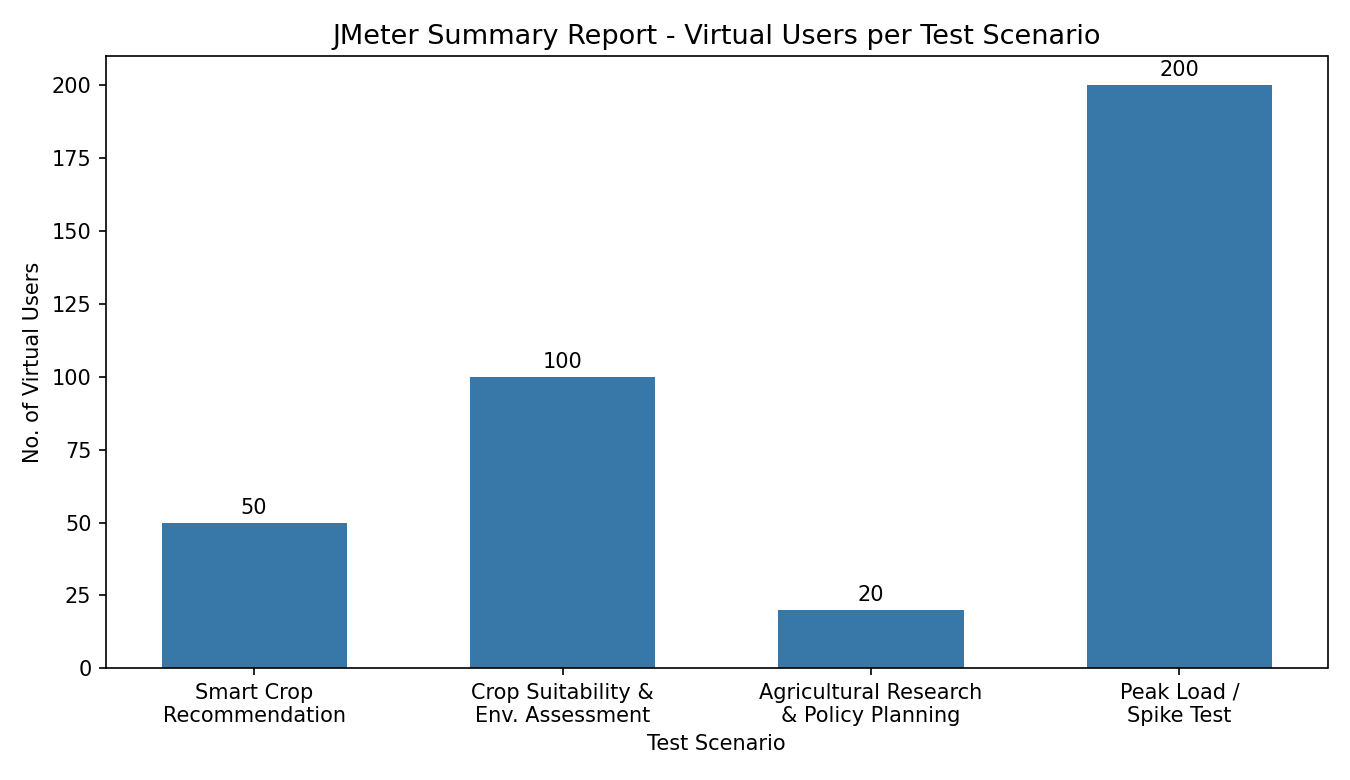 JMeter Summary Report - Virtual Users per Test Scenario
200
175
150
125
100
75
50
25
0
No. of Virtual Users
50
100
20
200
Smart Crop
Recommendation
Crop Suitability &
Env. Assessment
Agricultural Research
& Policy Planning
Peak Load /
Spike Test
Test Scenario